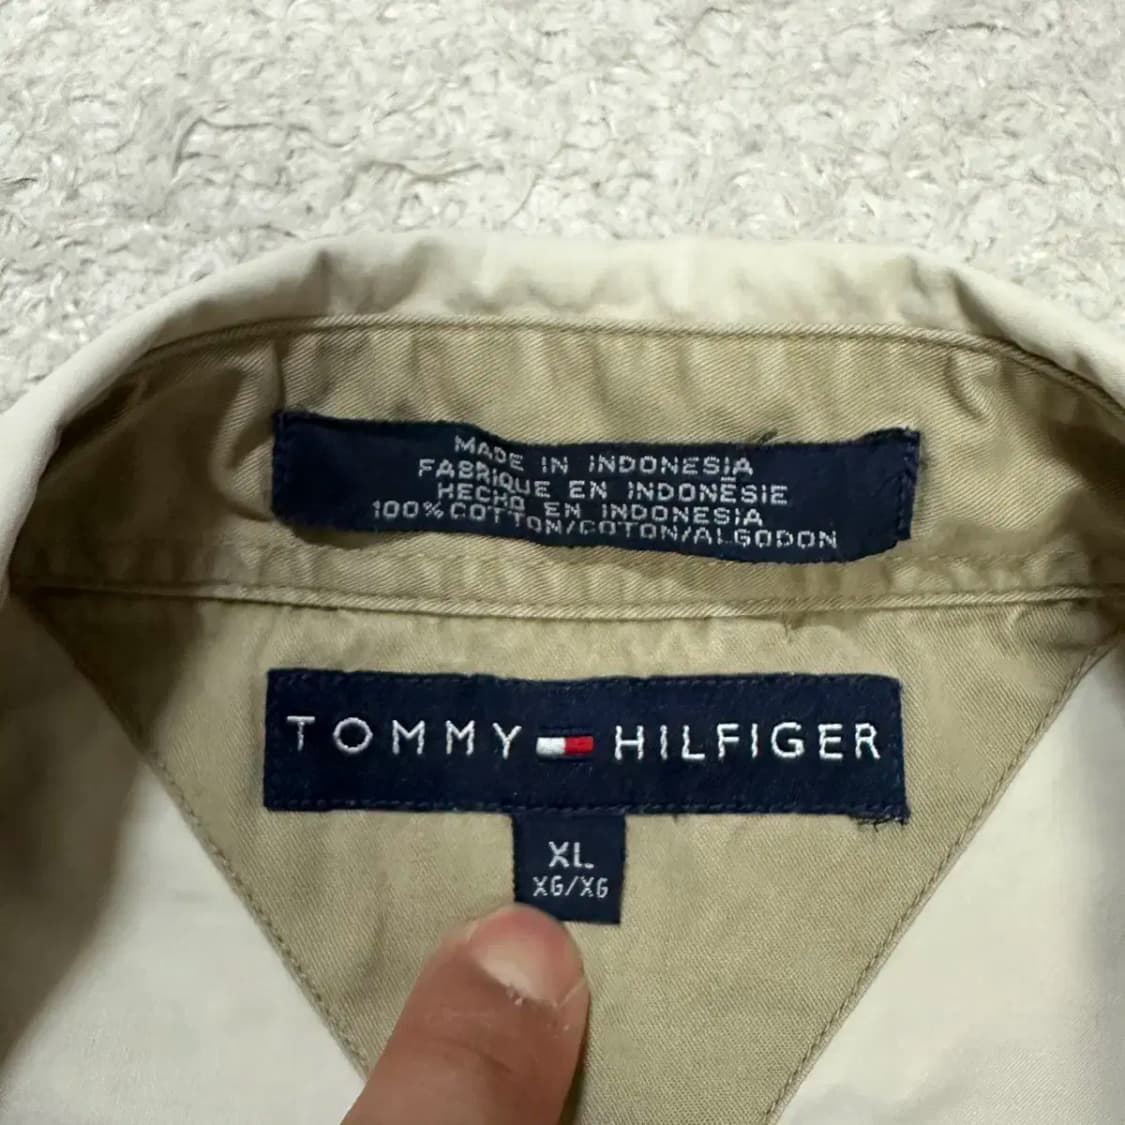 MADE IN INDONESIA
FABRIQUE EN INDONÉSIE
HECHO EN INDONESIA
100% COTTON/COTON/ALGODON
TOMMY HILFIGER
XL
XG/XG